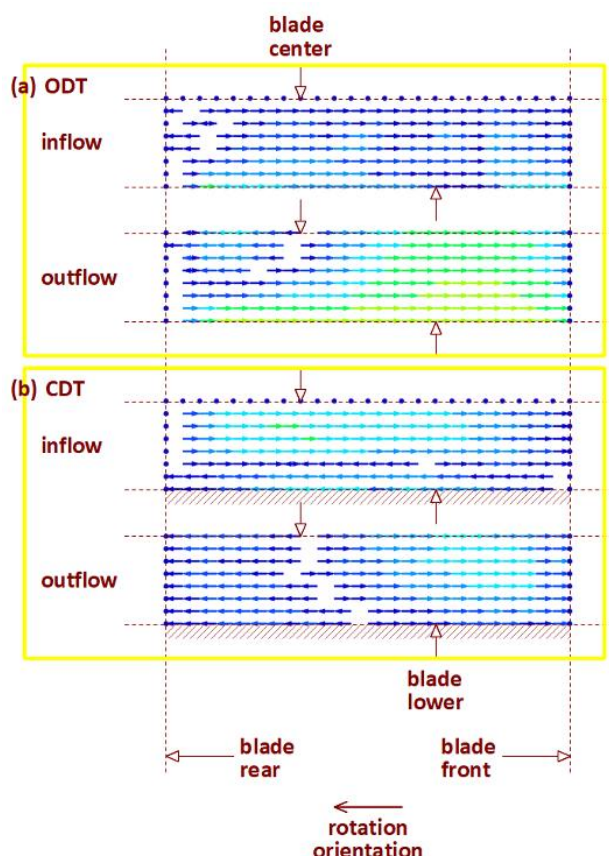 blade
center
(a) ODT
inflow
outflow
(b) CDT
inflow
outflow
blade
lower
blade
rear
blade
front
rotation
orientation